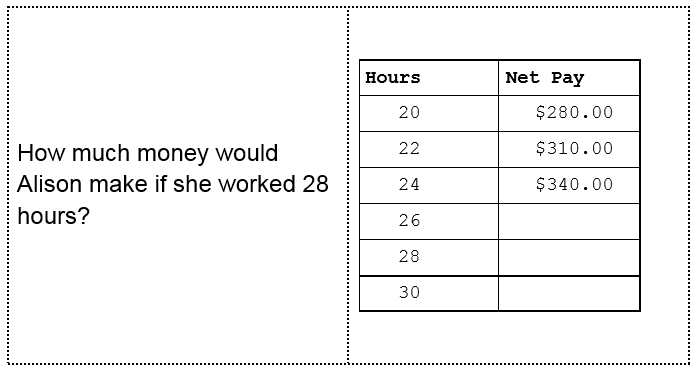 How much money would
Alison make if she worked 28
hours?
Hours Net Pay
20 $280.00
22 $310.00
24 $340.00
26
28
30